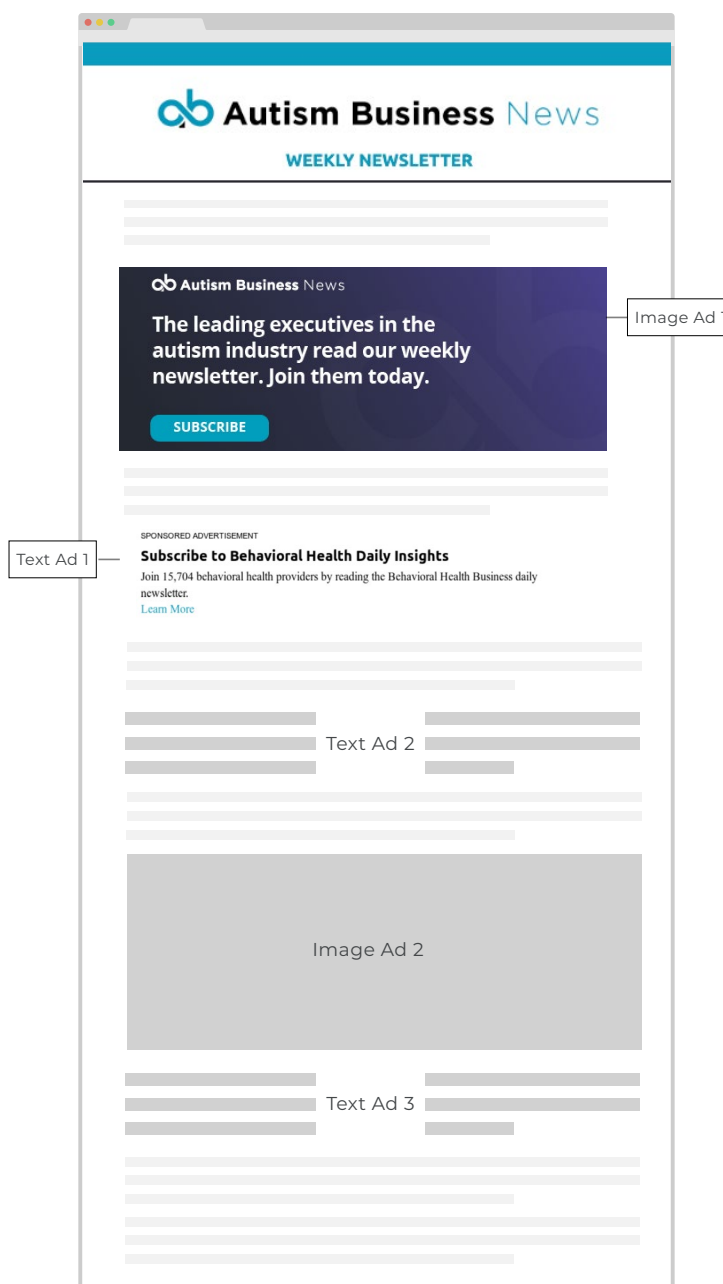 Autism Business News
WEEKLY NEWSLETTER
Autism Business News
The leading executives in the
autism industry read our weekly
newsletter. Join them today.
SUBSCRIBE
Image Ad 1
SPONSORED ADVERTISEMENT
Text Ad 1
Subscribe to Behavioral Health Daily Insights
Join 15,704 behavioral health providers by reading the Behavioral Health Business daily
newsletter.
Learn More
Text Ad 2
Image Ad 2
Text Ad 3